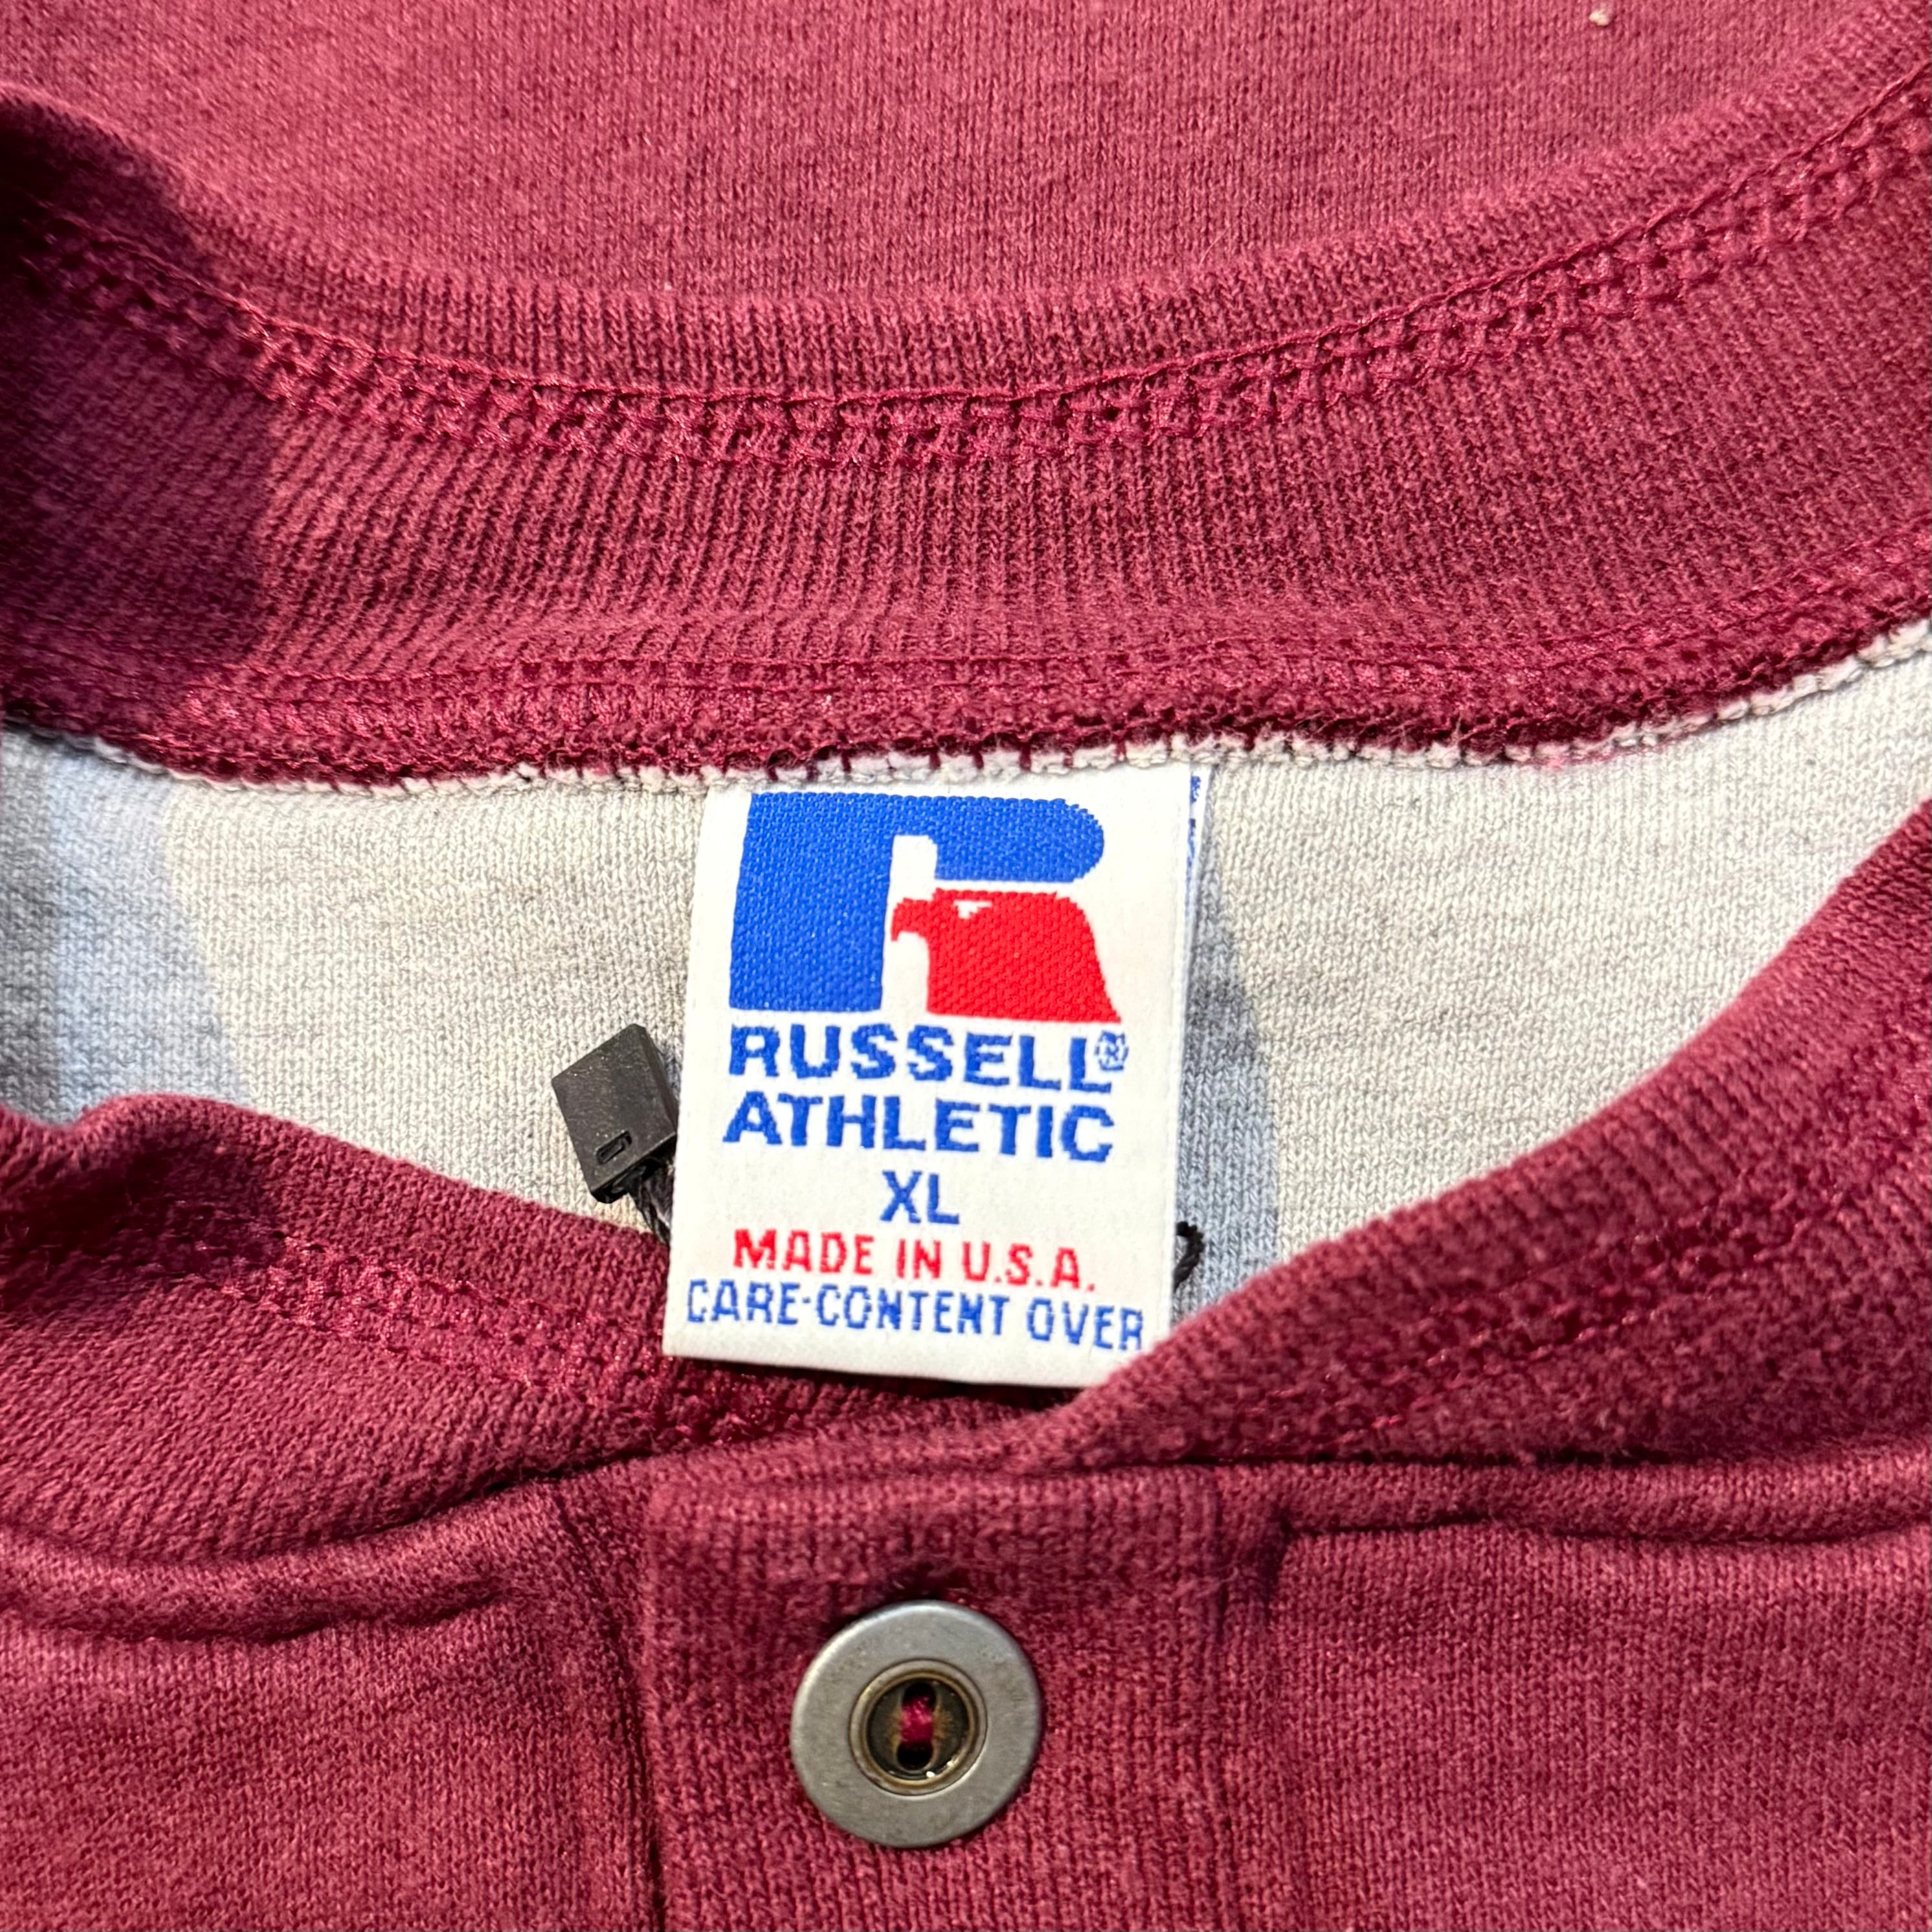 RUSSELL®
ATHLETIC
XL
MADE IN U.S.A.
CARE-CONTENT OVER